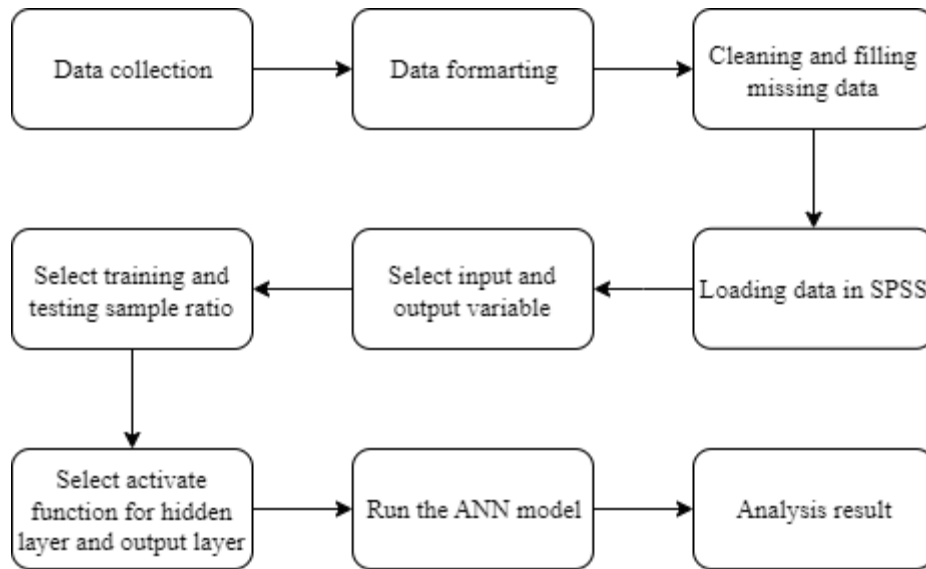 Data collection
Data formarting
Cleaning and filling
missing data
Loading data in SPSS
Select input and
output variable
Select training and
testing sample ratio
Select activate
function for hidden
layer and output layer
Run the ANN model
Analysis result